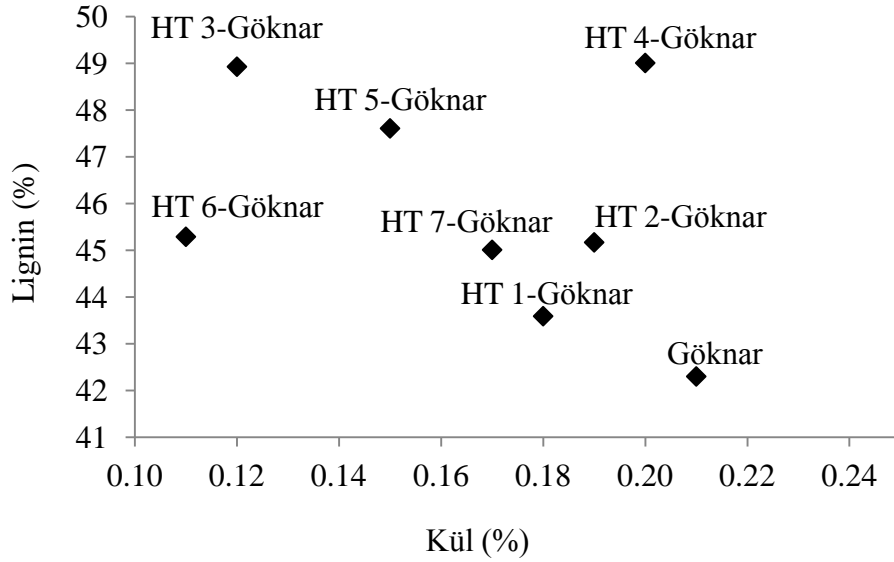 50
HT 3-Göknar
HT 4-Göknar
49
HT 5-Göknar
48
47
46
HT 6-Göknar
HT 7-Göknar
HT 2-Göknar
45
HT 1-Göknar
44
Göknar
43
42
41
0.10 0.12 0.14 0.16 0.18 0.20 0.22 0.24
Lignin (%)
Kül (%)